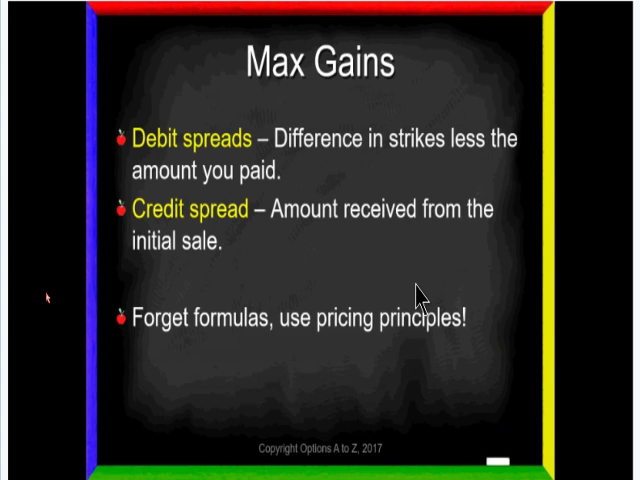 Max Gains
Debit spreads – Difference in strikes less the
amount you paid.
Credit spread – Amount received from the
initial sale.
Forget formulas, use pricing principles!
Copyright Options A to Z, 2017